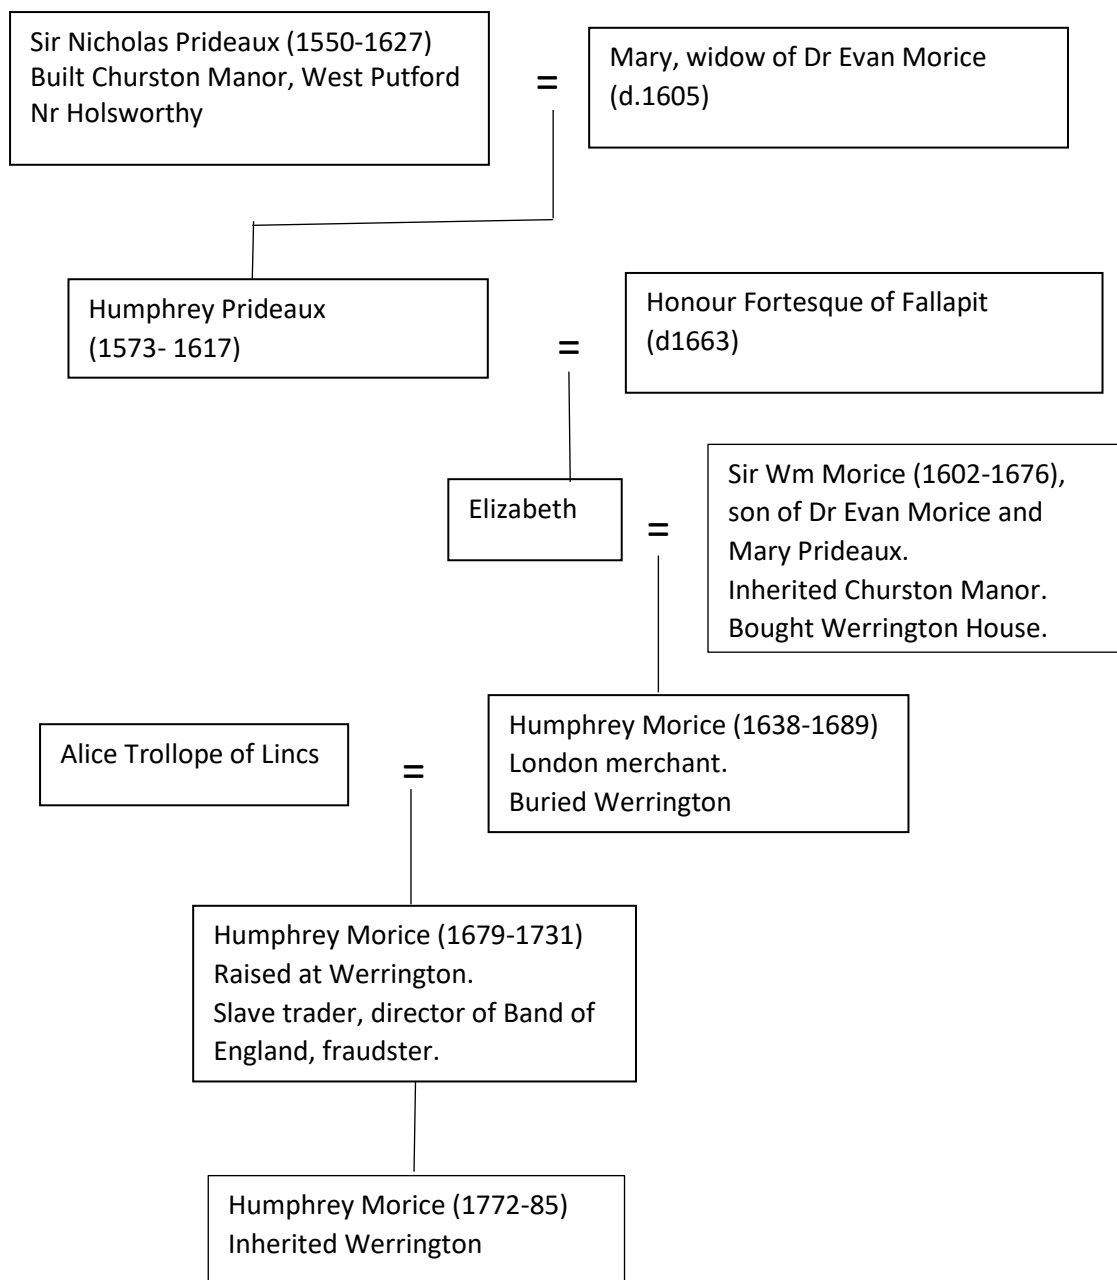 Sir Nicholas Prideaux (1550-1627)
Built Churston Manor, West Putford
Nr Holsworthy
=
Mary, widow of Dr Evan Morice
(d.1605)
Humphrey Prideaux
(1573- 1617)
=
Honour Fortesque of Fallapit
(d1663)
Elizabeth
=
Sir Wm Morice (1602-1676),
son of Dr Evan Morice and
Mary Prideaux.
Inherited Churston Manor.
Bought Werrington House.
Alice Trollope of Lincs
=
Humphrey Morice (1638-1689)
London merchant.
Buried Werrington
Humphrey Morice (1679-1731)
Raised at Werrington.
Slave trader, director of Band of
England, fraudster.
Humphrey Morice (1772-85)
Inherited Werrington